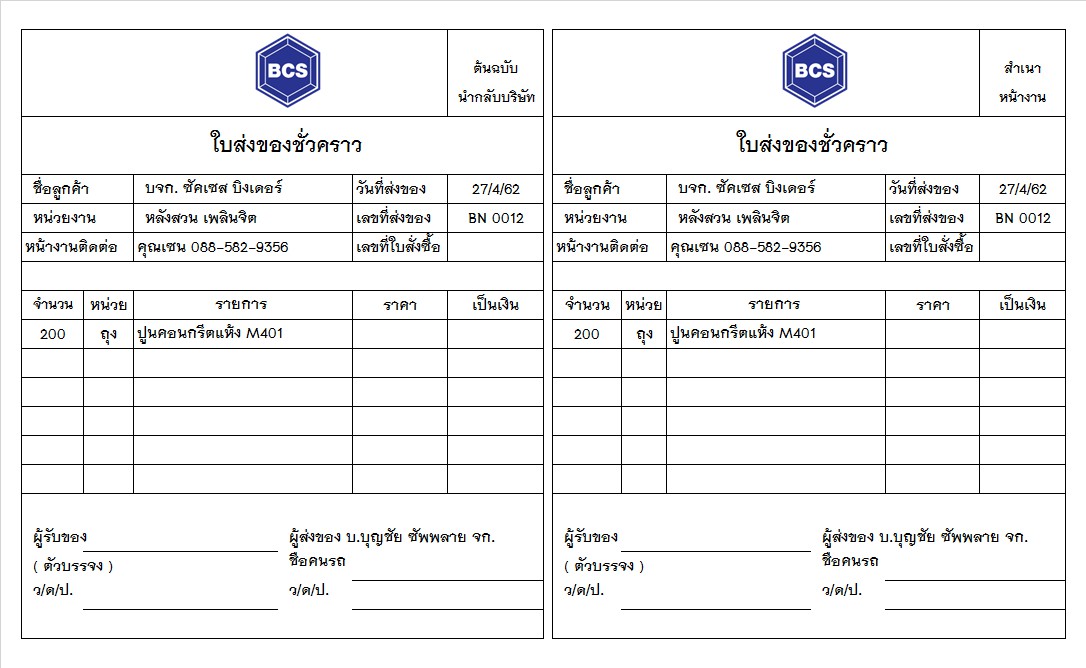 BCS
ต้นฉบับ
นำกลับบริษัท
ใบส่งของชั่วคราว
ชื่อลูกค้า บจก. ซัคเซส บิวเดอร์ วันที่ส่งของ 27/4/62
หน่วยงาน หลังสวน เพลินจิต เลขที่ส่งของ BN 0012
หน้างานติดต่อ คุณเซน 088-582-9356 เลขที่ใบสั่งซื้อ
จำนวน หน่วย รายการ ราคา เป็นเงิน
200 ถุง ปูนคอนกรีตแห้ง M401
ผู้รับของ ผู้ส่งของ บ.บุญชัย ซัพพลาย จก.
( ตัวบรรจง ) ชือคนรถ
ว/ด/ป. ว/ด/ป.
BCS
สำเนา
หน้างาน
ใบส่งของชั่วคราว
ชื่อลูกค้า บจก. ซัคเซส บิวเดอร์ วันที่ส่งของ 27/4/62
หน่วยงาน หลังสวน เพลินจิต เลขที่ส่งของ BN 0012
หน้างานติดต่อ คุณเซน 088-582-9356 เลขที่ใบสั่งซื้อ
จำนวน หน่วย รายการ ราคา เป็นเงิน
200 ถุง ปูนคอนกรีตแห้ง M401
ผู้รับของ ผู้ส่งของ บ.บุญชัย ซัพพลาย จก.
( ตัวบรรจง ) ชือคนรถ
ว/ด/ป. ว/ด/ป.